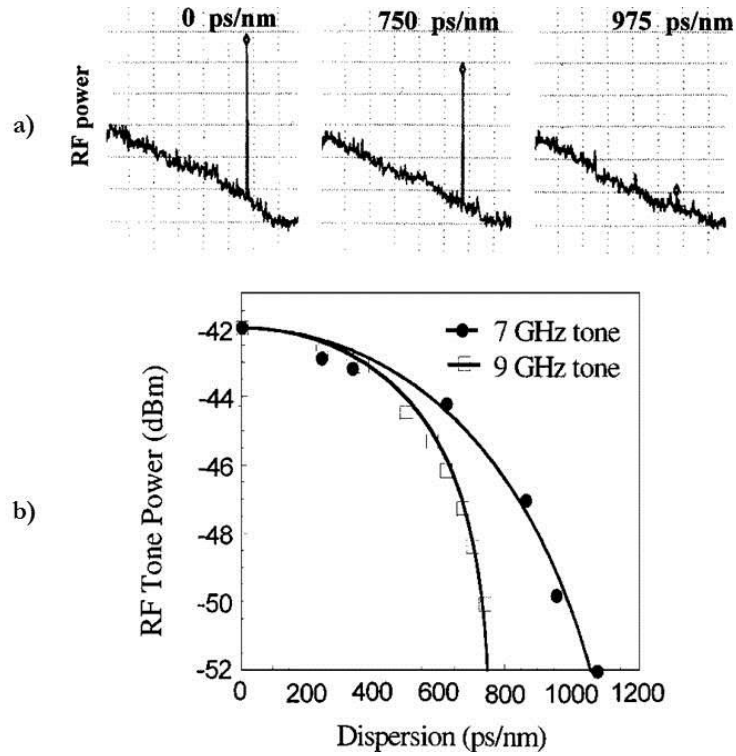 0 ps/nm 750 ps/nm 975 ps/nm
a)
RF power
b)
RF Tone Power (dBm)
-42
-44
-46
-48
-50
-52
7 GHz tone
9 GHz tone
0 200 400 600 800 1000 1200
Dispersion (ps/nm)